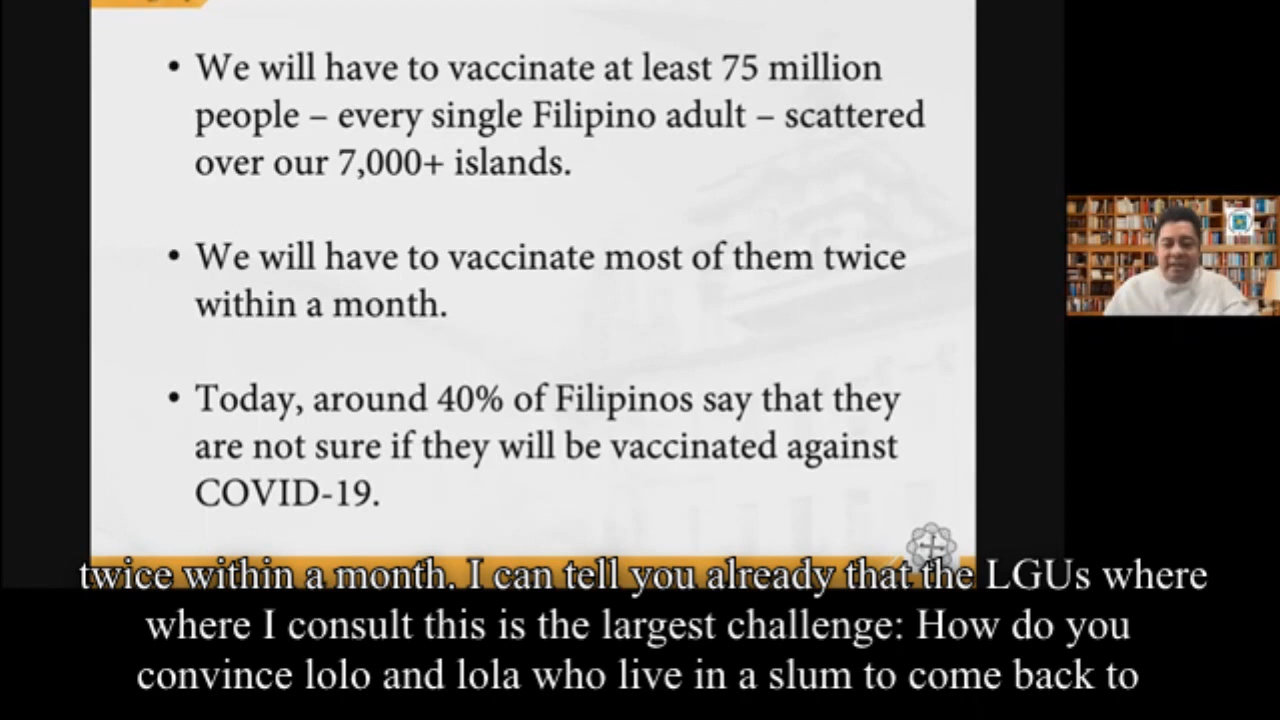 • We will have to vaccinate at least 75 million
people – every single Filipino adult – scattered
over our 7,000+ islands.
• We will have to vaccinate most of them twice
within a month.
• Today, around 40% of Filipinos say that they
are not sure if they will be vaccinated against
COVID-19.
twice within a month. I can tell you already that the LGUs where
where I consult this is the largest challenge: How do you
convince lolo and lola who live in a slum to come back to